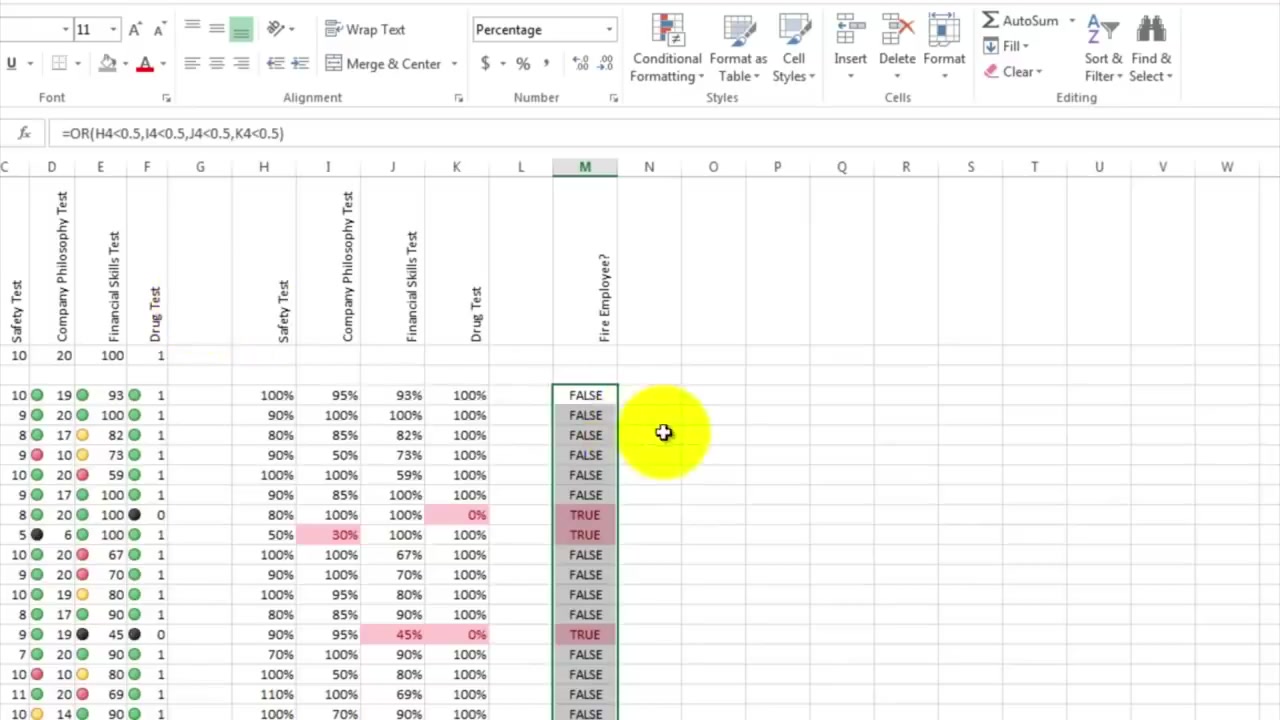 11 A A Wrap Text Percentage AutoSum
U A Merge & Center $ % , .0 .00 .00 .0 Conditional Formatting Format as Table Cell Styles Insert Delete Format Fill Clear A Z Sort & Filter Find & Select
Font Alignment Number Styles Cells Editing
fx =OR(H4<0.5,I4<0.5,J4<0.5,K4<0.5)
C D E F G H I J K L M N O P Q R S T U V W
Safety Test Company Philosophy Test Financial Skills Test Drug Test Safety Test Company Philosophy Test Financial Skills Test Drug Test Fire Employee?
10 20 100 1
10 19 93 1 100% 95% 93% 100% FALSE
9 20 100 1 90% 100% 100% 100% FALSE
8 17 82 1 80% 85% 82% 100% FALSE
9 10 73 1 90% 50% 73% 100% FALSE
10 20 59 1 100% 100% 59% 100% FALSE
9 17 100 1 90% 85% 100% 100% FALSE
8 20 100 0 80% 100% 100% 0% TRUE
5 6 100 1 50% 30% 100% 100% TRUE
10 20 67 1 100% 100% 67% 100% FALSE
9 20 70 1 90% 100% 70% 100% FALSE
10 19 80 1 100% 95% 80% 100% FALSE
8 17 90 1 80% 85% 90% 100% FALSE
9 19 45 0 90% 95% 45% 0% TRUE
7 20 90 1 70% 100% 90% 100% FALSE
10 10 80 1 100% 50% 80% 100% FALSE
11 20 69 1 110% 100% 69% 100% FALSE
10 14 90 1 100% 70% 90% 100% FALSE